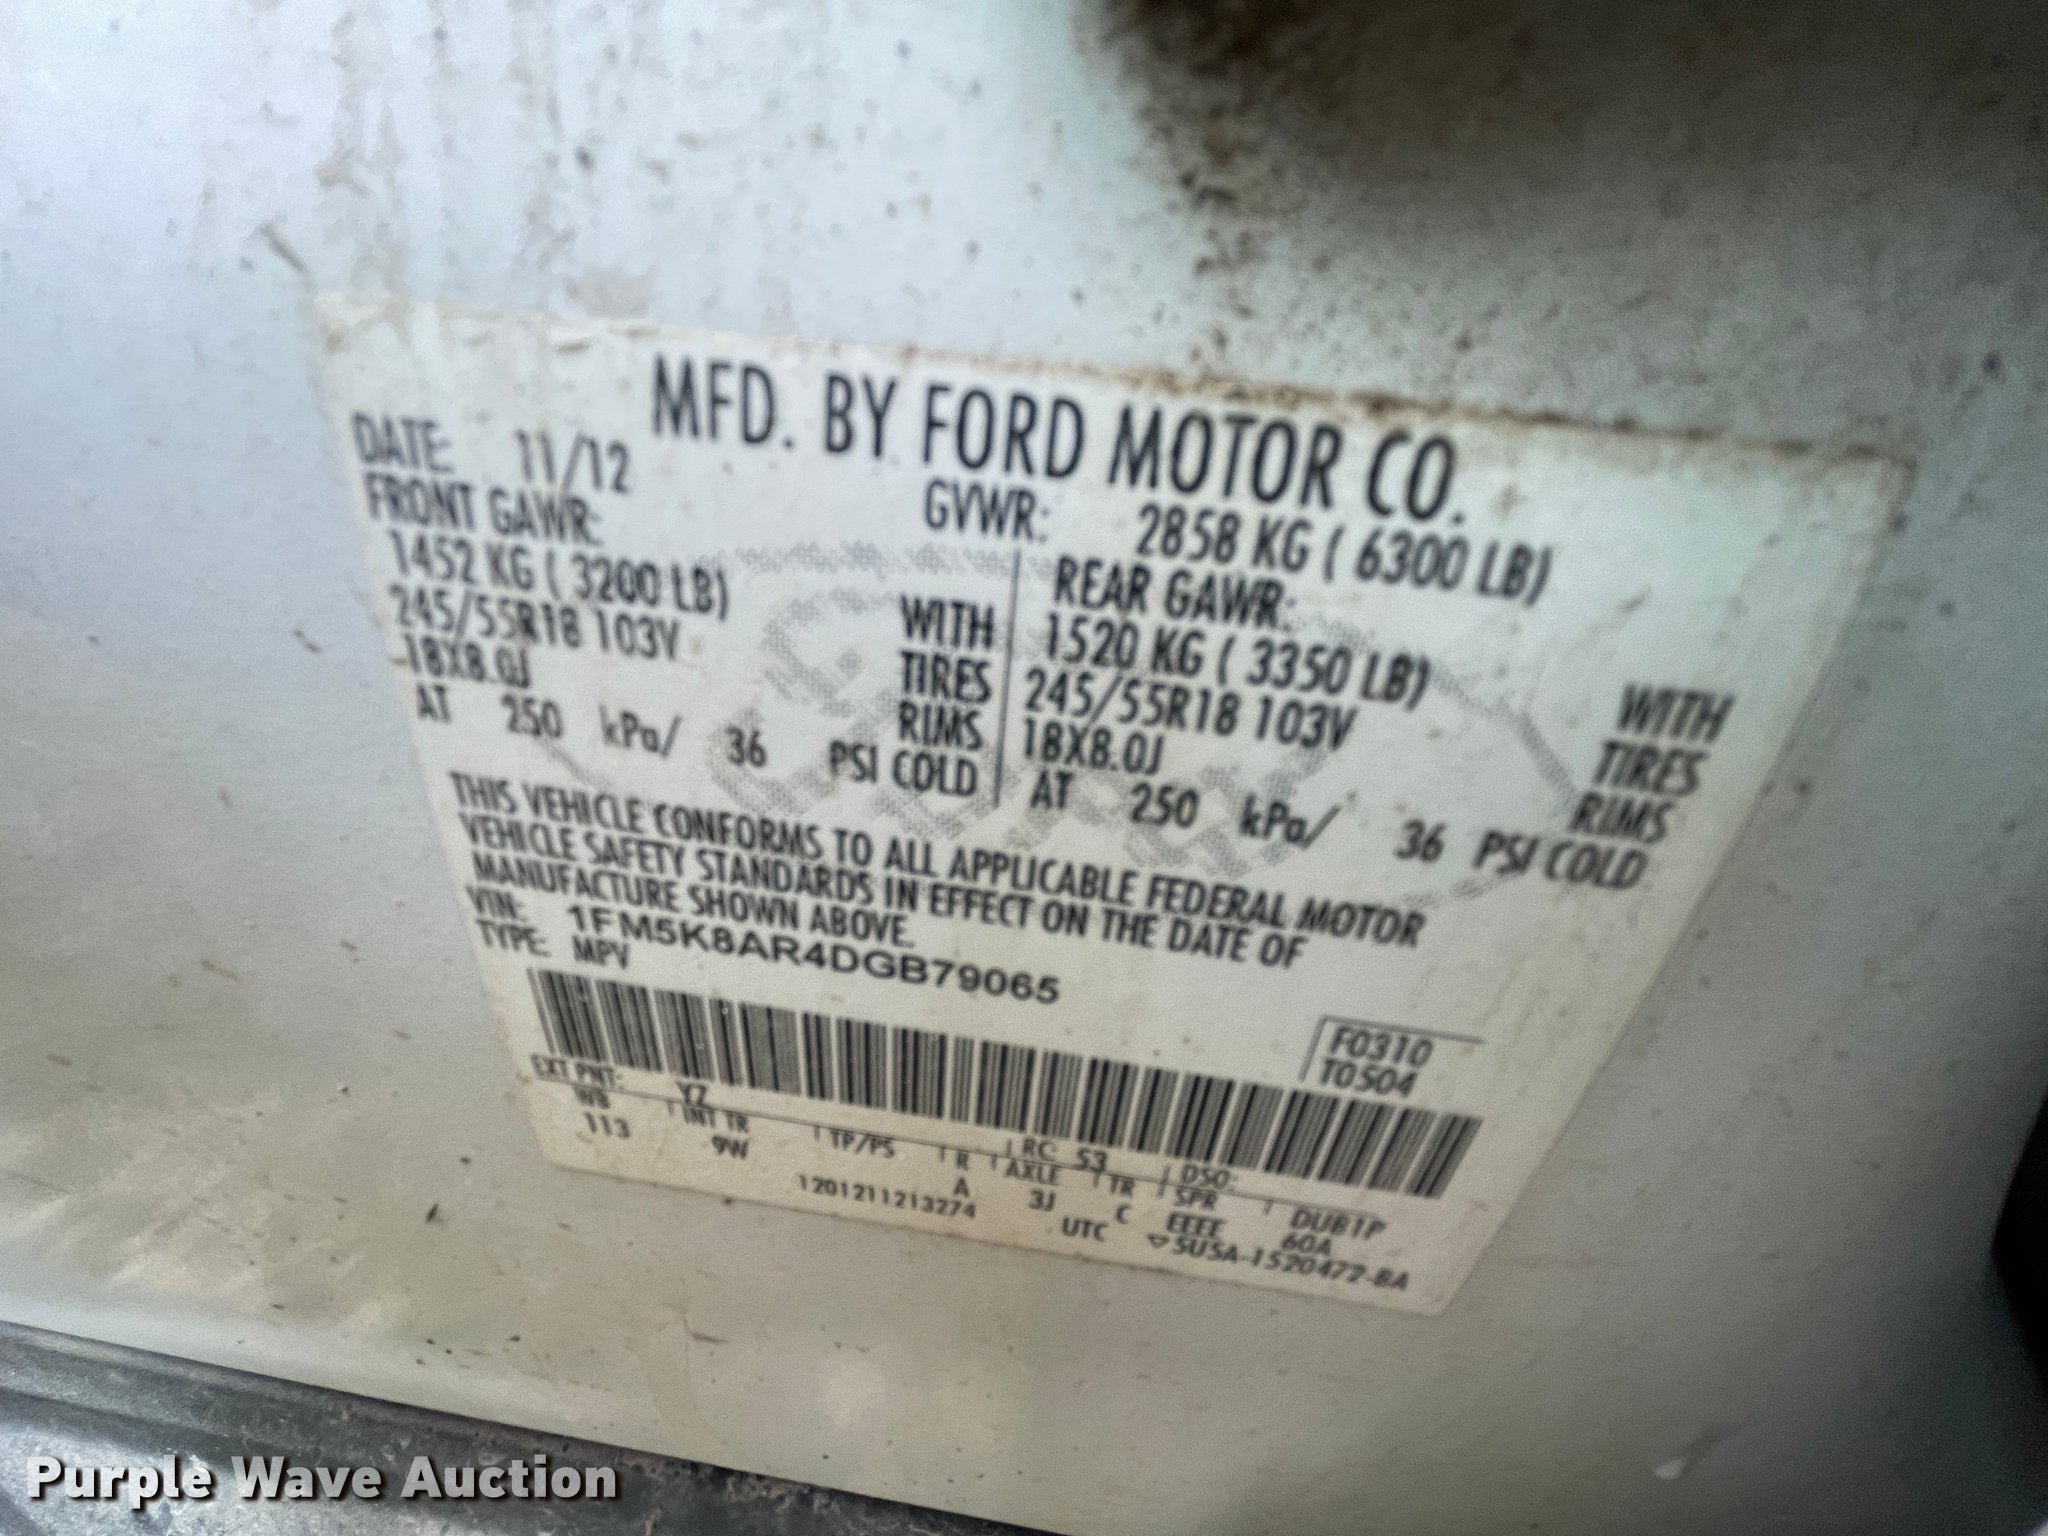 MFD. BY FORD MOTOR CO.
DATE: 11/12 GVWR: 2858 KG ( 6300 LB)
FRONT GAWR: REAR GAWR:
1452 KG ( 3200 LB) WITH 1520 KG ( 3350 LB) WITH
245/55R18 103V TIRES 245/55R18 103V TIRES
18X8.0J RIMS 18X8.0J RIMS
AT 250 kPa/ 36 PSI COLD AT 250 kPa/ 36 PSI COLD
THIS VEHICLE CONFORMS TO ALL APPLICABLE FEDERAL MOTOR
VEHICLE SAFETY STANDARDS IN EFFECT ON THE DATE OF
MANUFACTURE SHOWN ABOVE.
VIN: 1FM5K8AR4DGB79065
TYPE: MPV
F0310
T0504
EXT PNT: YZ RC: 53 DSO:
WB INT TR TP/PS R AXLE TR SPR DUB1P
113 9W A 3J C EEEE 60A
1201211213274 UTC ▽5U5A-1520472-BA
Purple Wave Auction